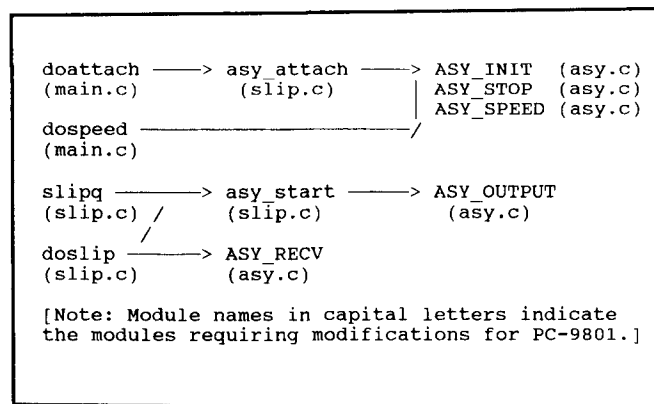 doattach ———> asy_attach ———> ASY_INIT (asy.c)
(main.c) (slip.c) | ASY_STOP (asy.c)
| ASY_SPEED (asy.c)
dospeed ——————————/
(main.c)
slipq ———> asy_start ———> ASY_OUTPUT
(slip.c) / (slip.c) (asy.c)
/
doslip ———> ASY_RECV
(slip.c) (asy.c)
[Note: Module names in capital letters indicate
the modules requiring modifications for PC-9801.]